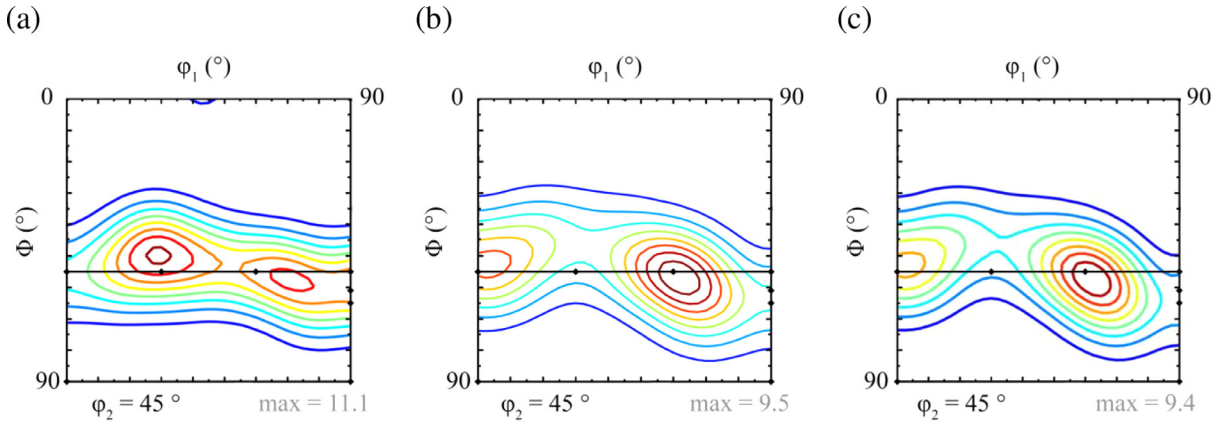 (a)
(b)
(c)
φ₁ (°)
φ₁ (°)
φ₁ (°)
0
90
0
90
0
90
Φ (°)
Φ (°)
Φ (°)
90
90
90
φ₂ = 45 °
max = 11.1
φ₂ = 45 °
max = 9.5
φ₂ = 45 °
max = 9.4